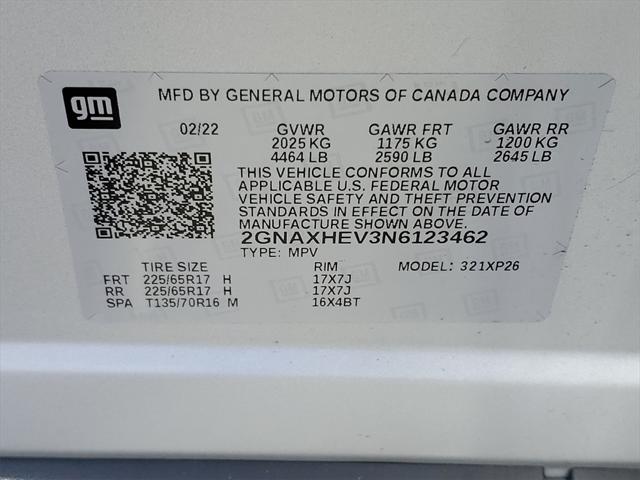 gm
MFD BY GENERAL MOTORS OF CANADA COMPANY
02/22 GVWR GAWR FRT GAWR RR
2025 KG 1175 KG 1200 KG
4464 LB 2590 LB 2645 LB
THIS VEHICLE CONFORMS TO ALL
APPLICABLE U.S. FEDERAL MOTOR
VEHICLE SAFETY AND THEFT PREVENTION
STANDARDS IN EFFECT ON THE DATE OF
MANUFACTURE SHOWN ABOVE.
2GNAXHEV3N6123462
TYPE: MPV MODEL: 321XP26
TIRE SIZE RIM
FRT 225/65R17 H 17X7J
RR 225/65R17 H 17X7J
SPA T135/70R16 M 16X4BT